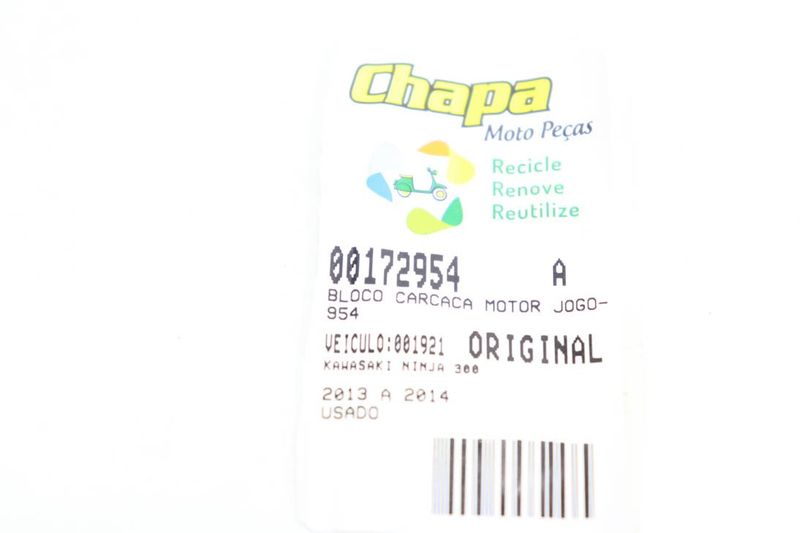 Chapa
Moto Peças
Recicle
Renove
Reutilize
00172954 A
BLOCO CARCACA MOTOR JOGO-
954
VEICULO:001921 ORIGINAL
KAWASAKI NINJA 300
2013 A 2014
USADO